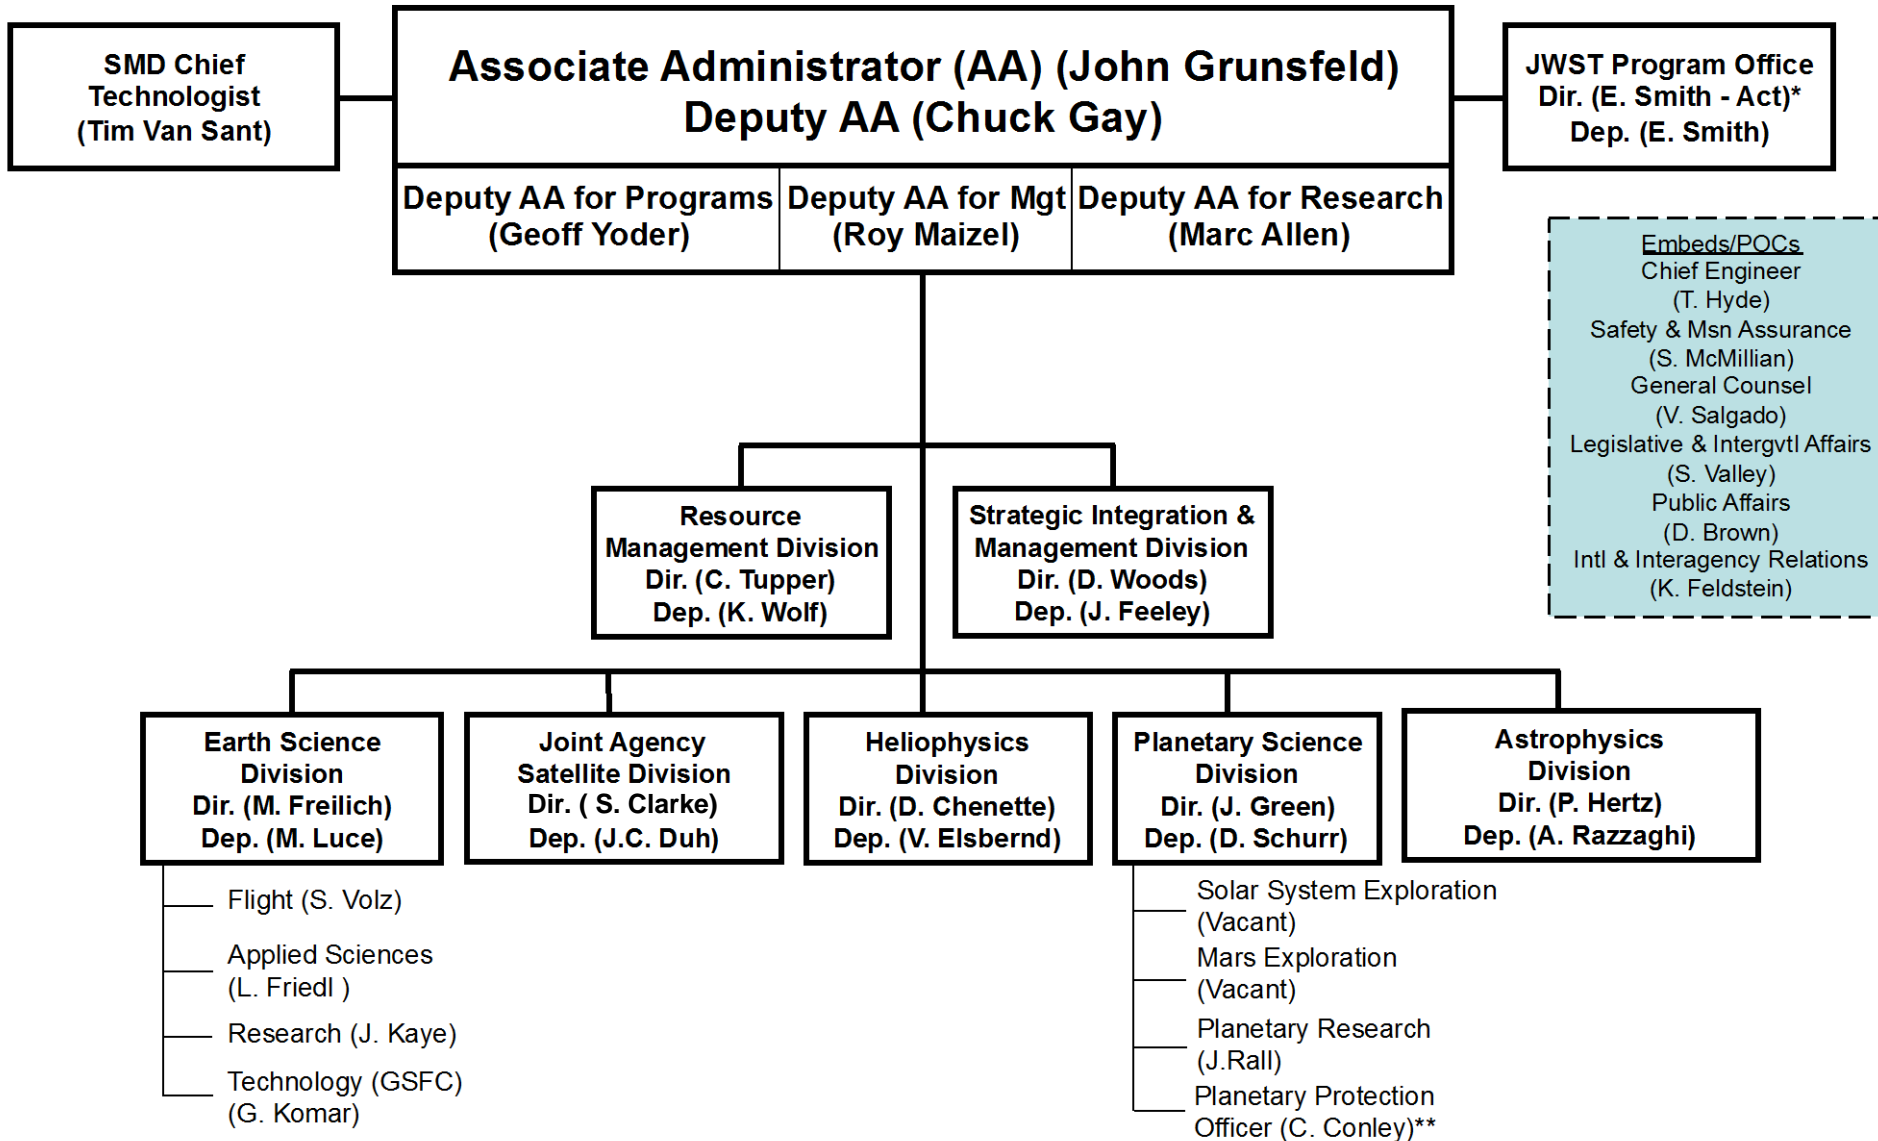 SMD Chief
Technologist
(Tim Van Sant)
Associate Administrator (AA) (John Grunsfeld)
Deputy AA (Chuck Gay)
JWST Program Office
Dir. (E. Smith - Act)*
Dep. (E. Smith)
Deputy AA for Programs
(Geoff Yoder)
Deputy AA for Mgt
(Roy Maizel)
Deputy AA for Research
(Marc Allen)
Embeds/POCs
Chief Engineer
(T. Hyde)
Safety & Msn Assurance
(S. McMillian)
General Counsel
(V. Salgado)
Legislative & Intergvtl Affairs
(S. Valley)
Public Affairs
(D. Brown)
Intl & Interagency Relations
(K. Feldstein)
Resource
Management Division
Dir. (C. Tupper)
Dep. (K. Wolf)
Strategic Integration &
Management Division
Dir. (D. Woods)
Dep. (J. Feeley)
Earth Science
Division
Dir. (M. Freilich)
Dep. (M. Luce)
Joint Agency
Satellite Division
Dir. ( S. Clarke)
Dep. (J.C. Duh)
Heliophysics
Division
Dir. (D. Chenette)
Dep. (V. Elsbernd)
Planetary Science
Division
Dir. (J. Green)
Dep. (D. Schurr)
Astrophysics
Division
Dir. (P. Hertz)
Dep. (A. Razzaghi)
Flight (S. Volz)
Applied Sciences
(L. Friedl )
Research (J. Kaye)
Technology (GSFC)
(G. Komar)
Solar System Exploration
(Vacant)
Mars Exploration
(Vacant)
Planetary Research
(J.Rall)
Planetary Protection
Officer (C. Conley)**